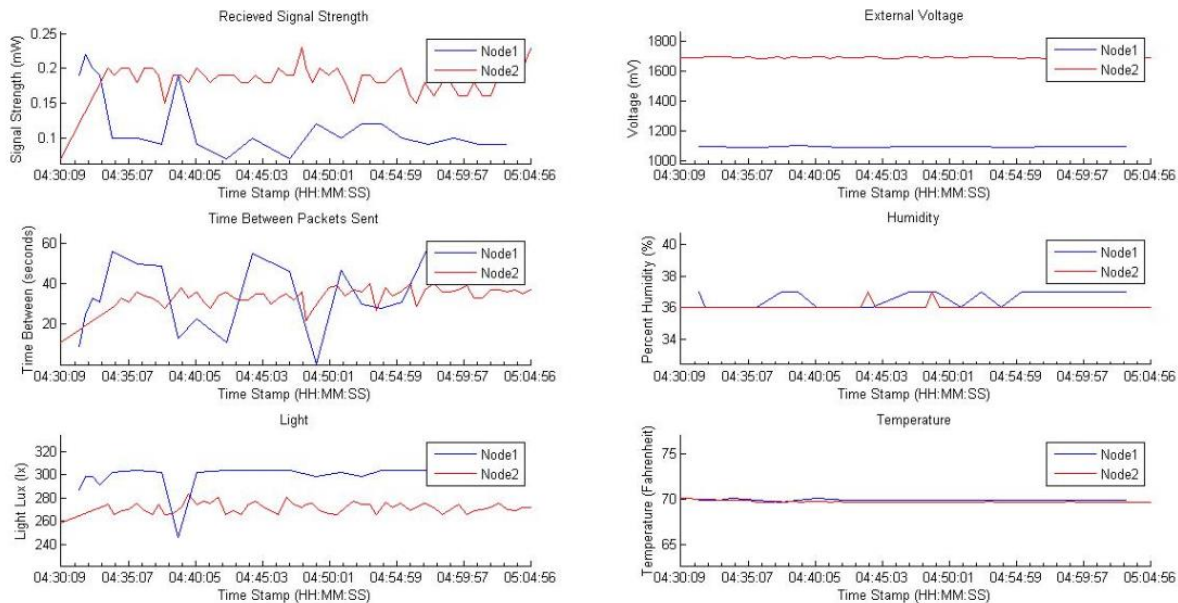 Recieved Signal Strength
Signal Strength (mW)
0.25
0.2
0.15
0.1
Node1
Node2
04:30:09 04:35:07 04:40:05 04:45:03 04:50:01 04:54:59 04:59:57 05:04:56
Time Stamp (HH:MM:SS)
External Voltage
Voltage (mV)
1800
1600
1400
1200
1000
Node1
Node2
04:30:09 04:35:07 04:40:05 04:45:03 04:50:01 04:54:59 04:59:57 05:04:56
Time Stamp (HH:MM:SS)
Time Between Packets Sent
Time Between (seconds)
60
40
20
Node1
Node2
04:30:09 04:35:07 04:40:05 04:45:03 04:50:01 04:54:59 04:59:57 05:04:56
Time Stamp (HH:MM:SS)
Humidity
Percent Humidity (%)
40
38
36
34
Node1
Node2
04:30:09 04:35:07 04:40:05 04:45:03 04:50:01 04:54:59 04:59:57 05:04:56
Time Stamp (HH:MM:SS)
Light
Light Lux (lx)
320
300
280
260
240
Node1
Node2
04:30:09 04:35:07 04:40:05 04:45:03 04:50:01 04:54:59 04:59:57 05:04:56
Time Stamp (HH:MM:SS)
Temperature
Temperature (Fahrenheit)
75
70
65
Node1
Node2
04:30:09 04:35:07 04:40:05 04:45:03 04:50:01 04:54:59 04:59:57 05:04:56
Time Stamp (HH:MM:SS)